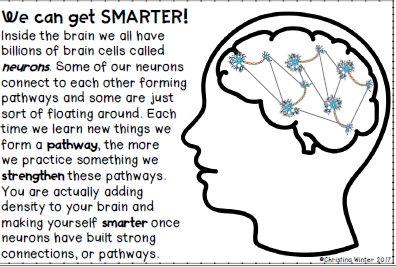 We can get SMARTER!
Inside the brain we all have
billions of brain cells called
neurons. Some of our neurons
connect to each other forming
pathways and some are just
sort of floating around. Each
time we learn new things we
form a pathway, the more
we practice something we
strengthen these pathways.
You are actually adding
density to your brain and
making yourself smarter once
neurons have built strong
connections, or pathways.
©Christina Winter 2017